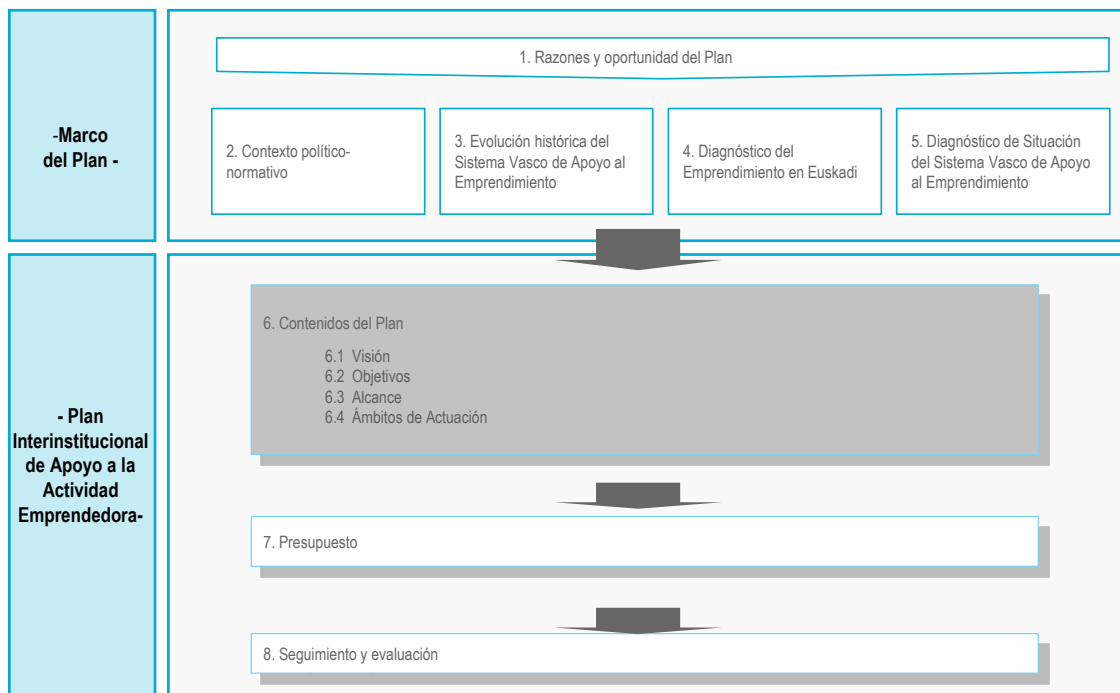 1. Razones y oportunidad del Plan
-Marco
del Plan -
2. Contexto político-
normativo
3. Evolución histórica del
Sistema Vasco de Apoyo al
Emprendimiento
4. Diagnóstico del
Emprendimiento en Euskadi
5. Diagnóstico de Situación
del Sistema Vasco de Apoyo
al Emprendimiento
- Plan
Interinstitucional
de Apoyo a la
Actividad
Emprendedora-
6. Contenidos del Plan
6.1 Visión
6.2 Objetivos
6.3 Alcance
6.4 Ámbitos de Actuación
7. Presupuesto
8. Seguimiento y evaluación